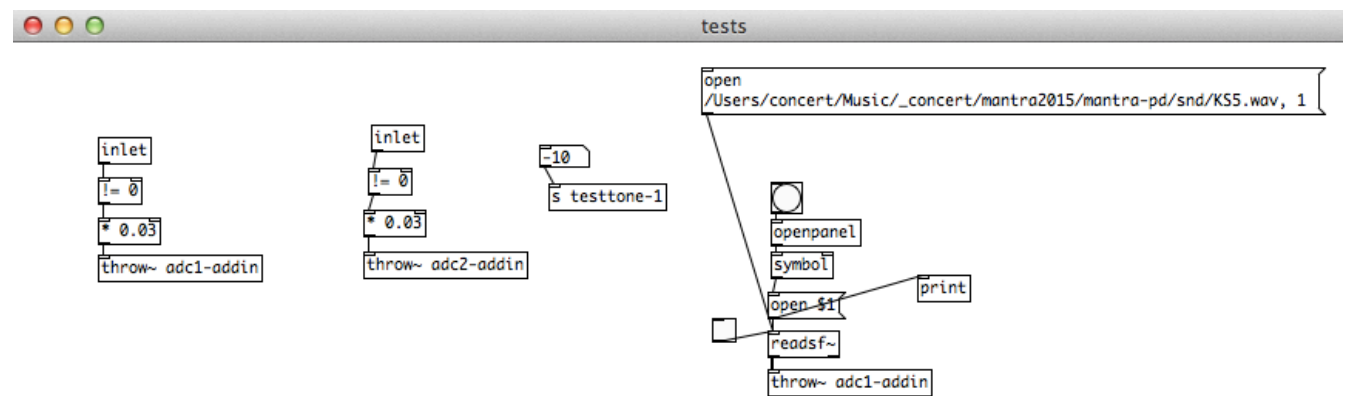 tests
open
/Users/concert/Music/_concert/mantra2015/mantra-pd/snd/KS5.wav, 1
inlet
!= 0
* 0.03
throw~ adc1-addin
inlet
!= 0
* 0.03
throw~ adc2-addin
-10
s testtone-1
openpanel
symbol
open $1
print
readsf~
throw~ adc1-addin